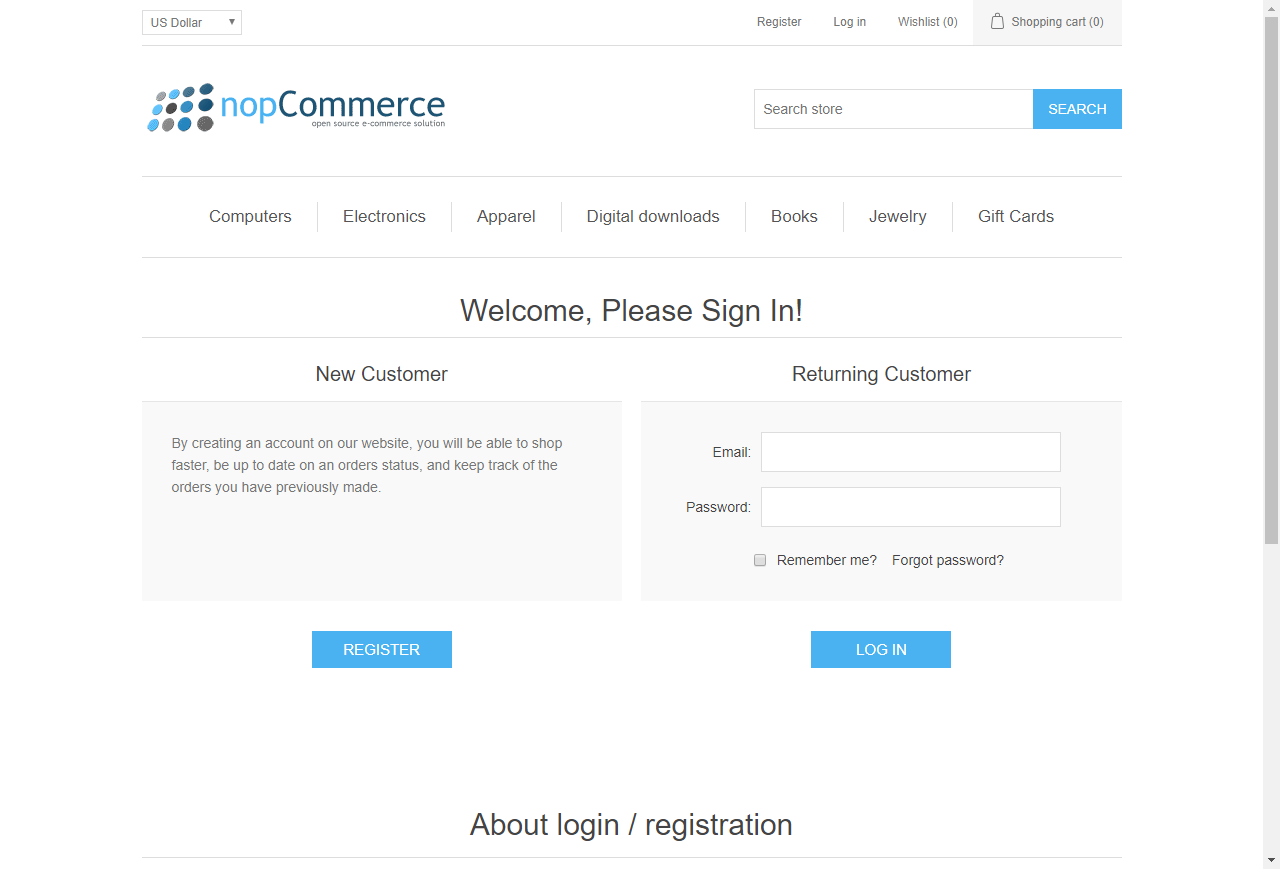 US Dollar
Register
Log in
Wishlist (0)
Shopping cart (0)
nopCommerce
open source e-commerce solution
Search store
SEARCH
Computers
Electronics
Apparel
Digital downloads
Books
Jewelry
Gift Cards
Welcome, Please Sign In!
New Customer
By creating an account on our website, you will be able to shop
faster, be up to date on an orders status, and keep track of the
orders you have previously made.
REGISTER
Returning Customer
Email:
Password:
Remember me?
Forgot password?
LOG IN
About login / registration